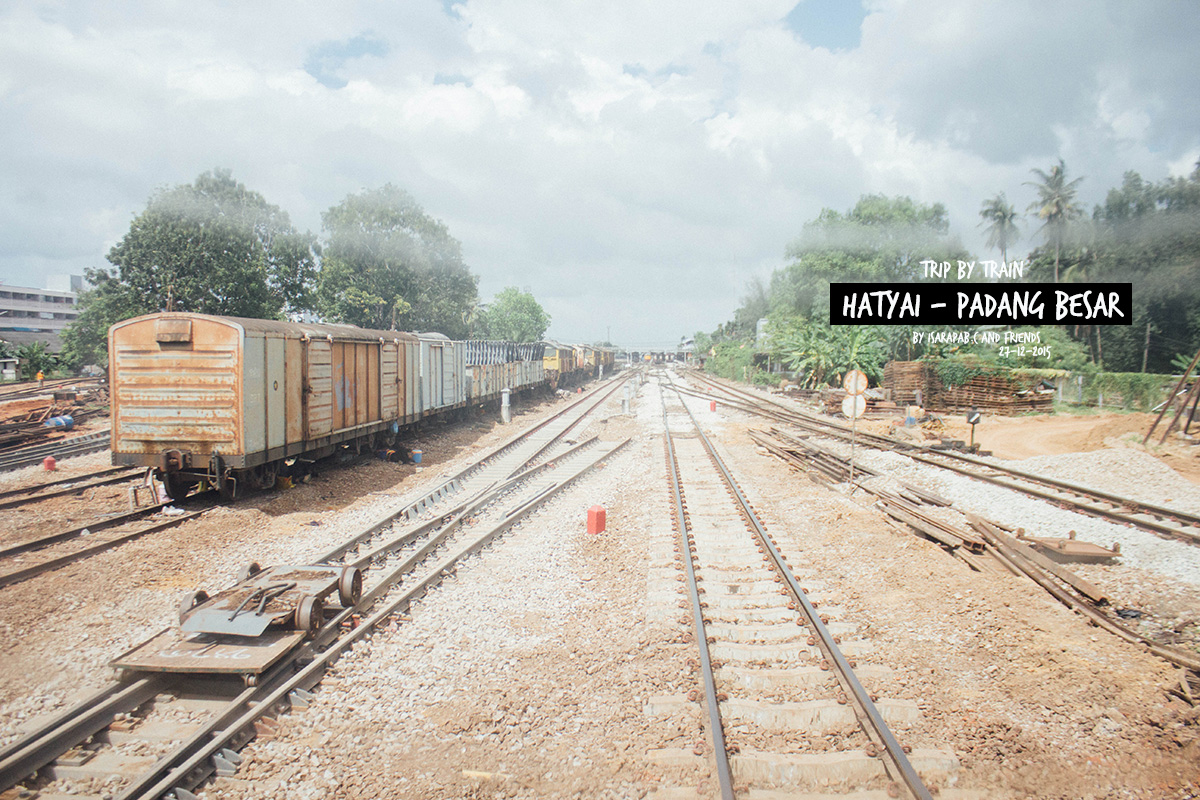 TRIP BY TRAIN
HATYAI – PADANG BESAR
BY ISARAPAB.C AND FRIENDS
27-12-2015